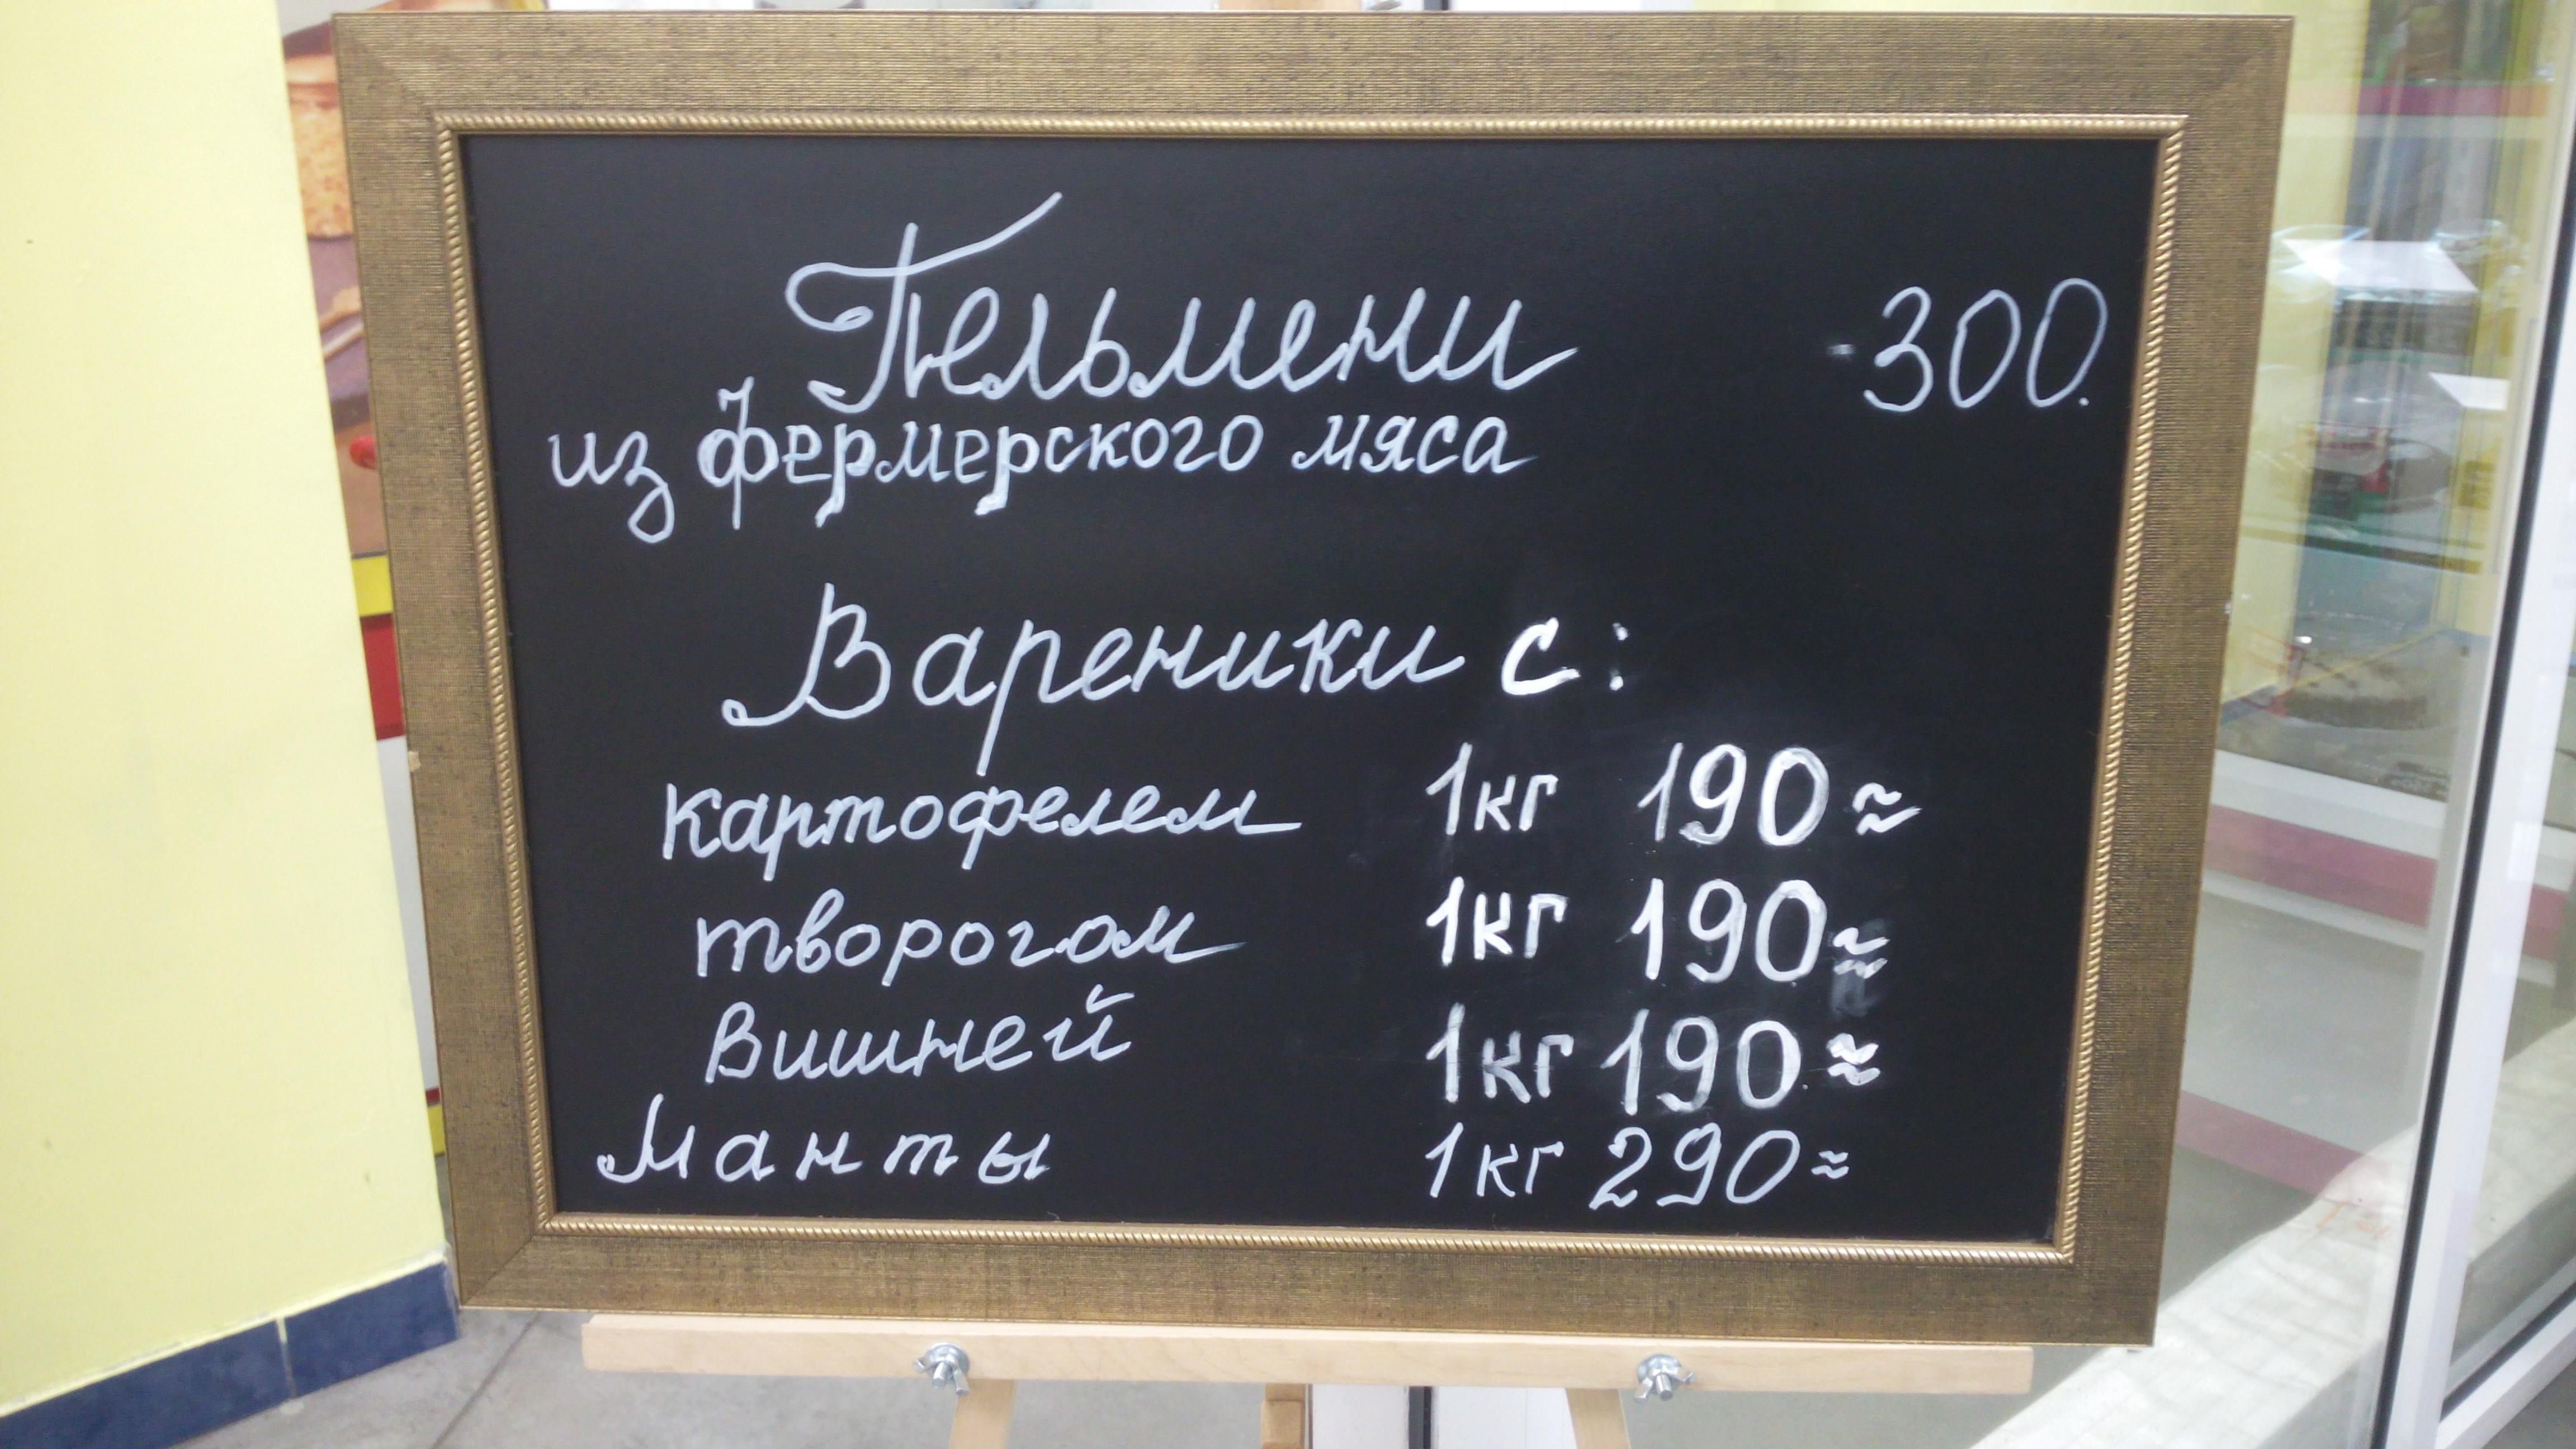 Пельмени 300.
из фермерского мяса
Вареники с:
картофелем 1кг 190≈
творогом 1кг 190≈
вишней 1кг 190≈
Манты 1кг 290≈